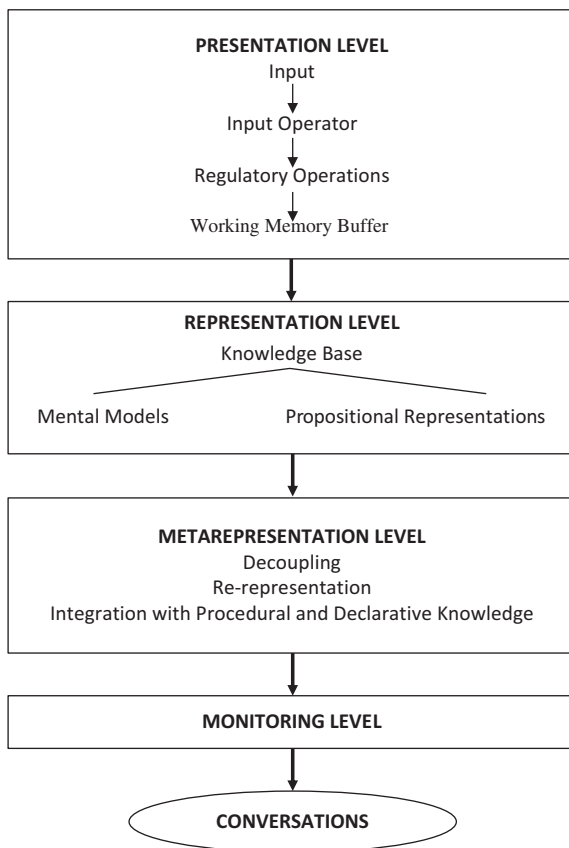 PRESENTATION LEVEL
Input
Input Operator
Regulatory Operations
Working Memory Buffer
REPRESENTATION LEVEL
Knowledge Base
Mental Models Propositional Representations
METAREPRESENTATION LEVEL
Decoupling
Re-representation
Integration with Procedural and Declarative Knowledge
MONITORING LEVEL
CONVERSATIONS